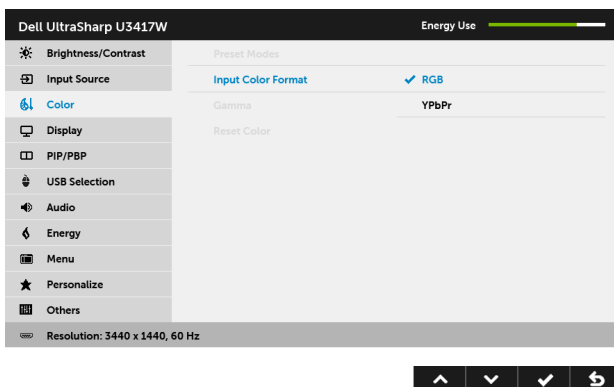 Dell UltraSharp U3417W Energy Use
Brightness/Contrast Preset Modes
Input Source Input Color Format RGB
Color Gamma YPbPr
Display Reset Color
PIP/PBP
USB Selection
Audio
Energy
Menu
Personalize
Others
Resolution: 3440 x 1440, 60 Hz